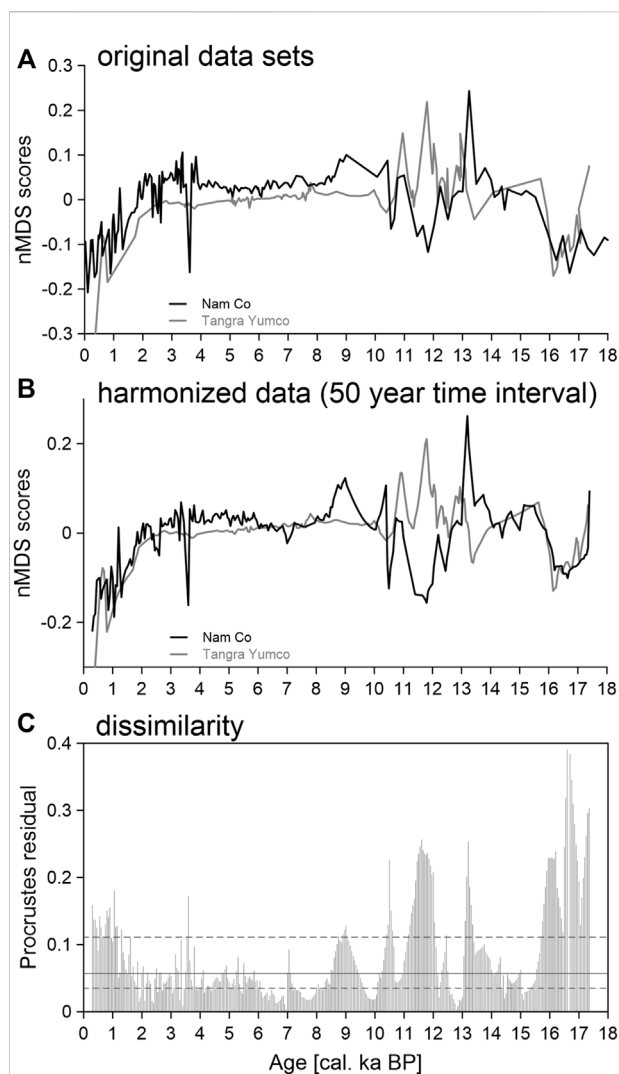 A original data sets
0.3
0.2
0.1
0
-0.1
-0.2
-0.3
nMDS scores
Nam Co
Tangra Yumco
0 1 2 3 4 5 6 7 8 9 10 11 12 13 14 15 16 17 18
B harmonized data (50 year time interval)
0.2
0
-0.2
nMDS scores
Nam Co
Tangra Yumco
0 1 2 3 4 5 6 7 8 9 10 11 12 13 14 15 16 17 18
C dissimilarity
0.4
0.3
0.2
0.1
0
Procrustes residual
0 1 2 3 4 5 6 7 8 9 10 11 12 13 14 15 16 17 18
Age [cal. ka BP]